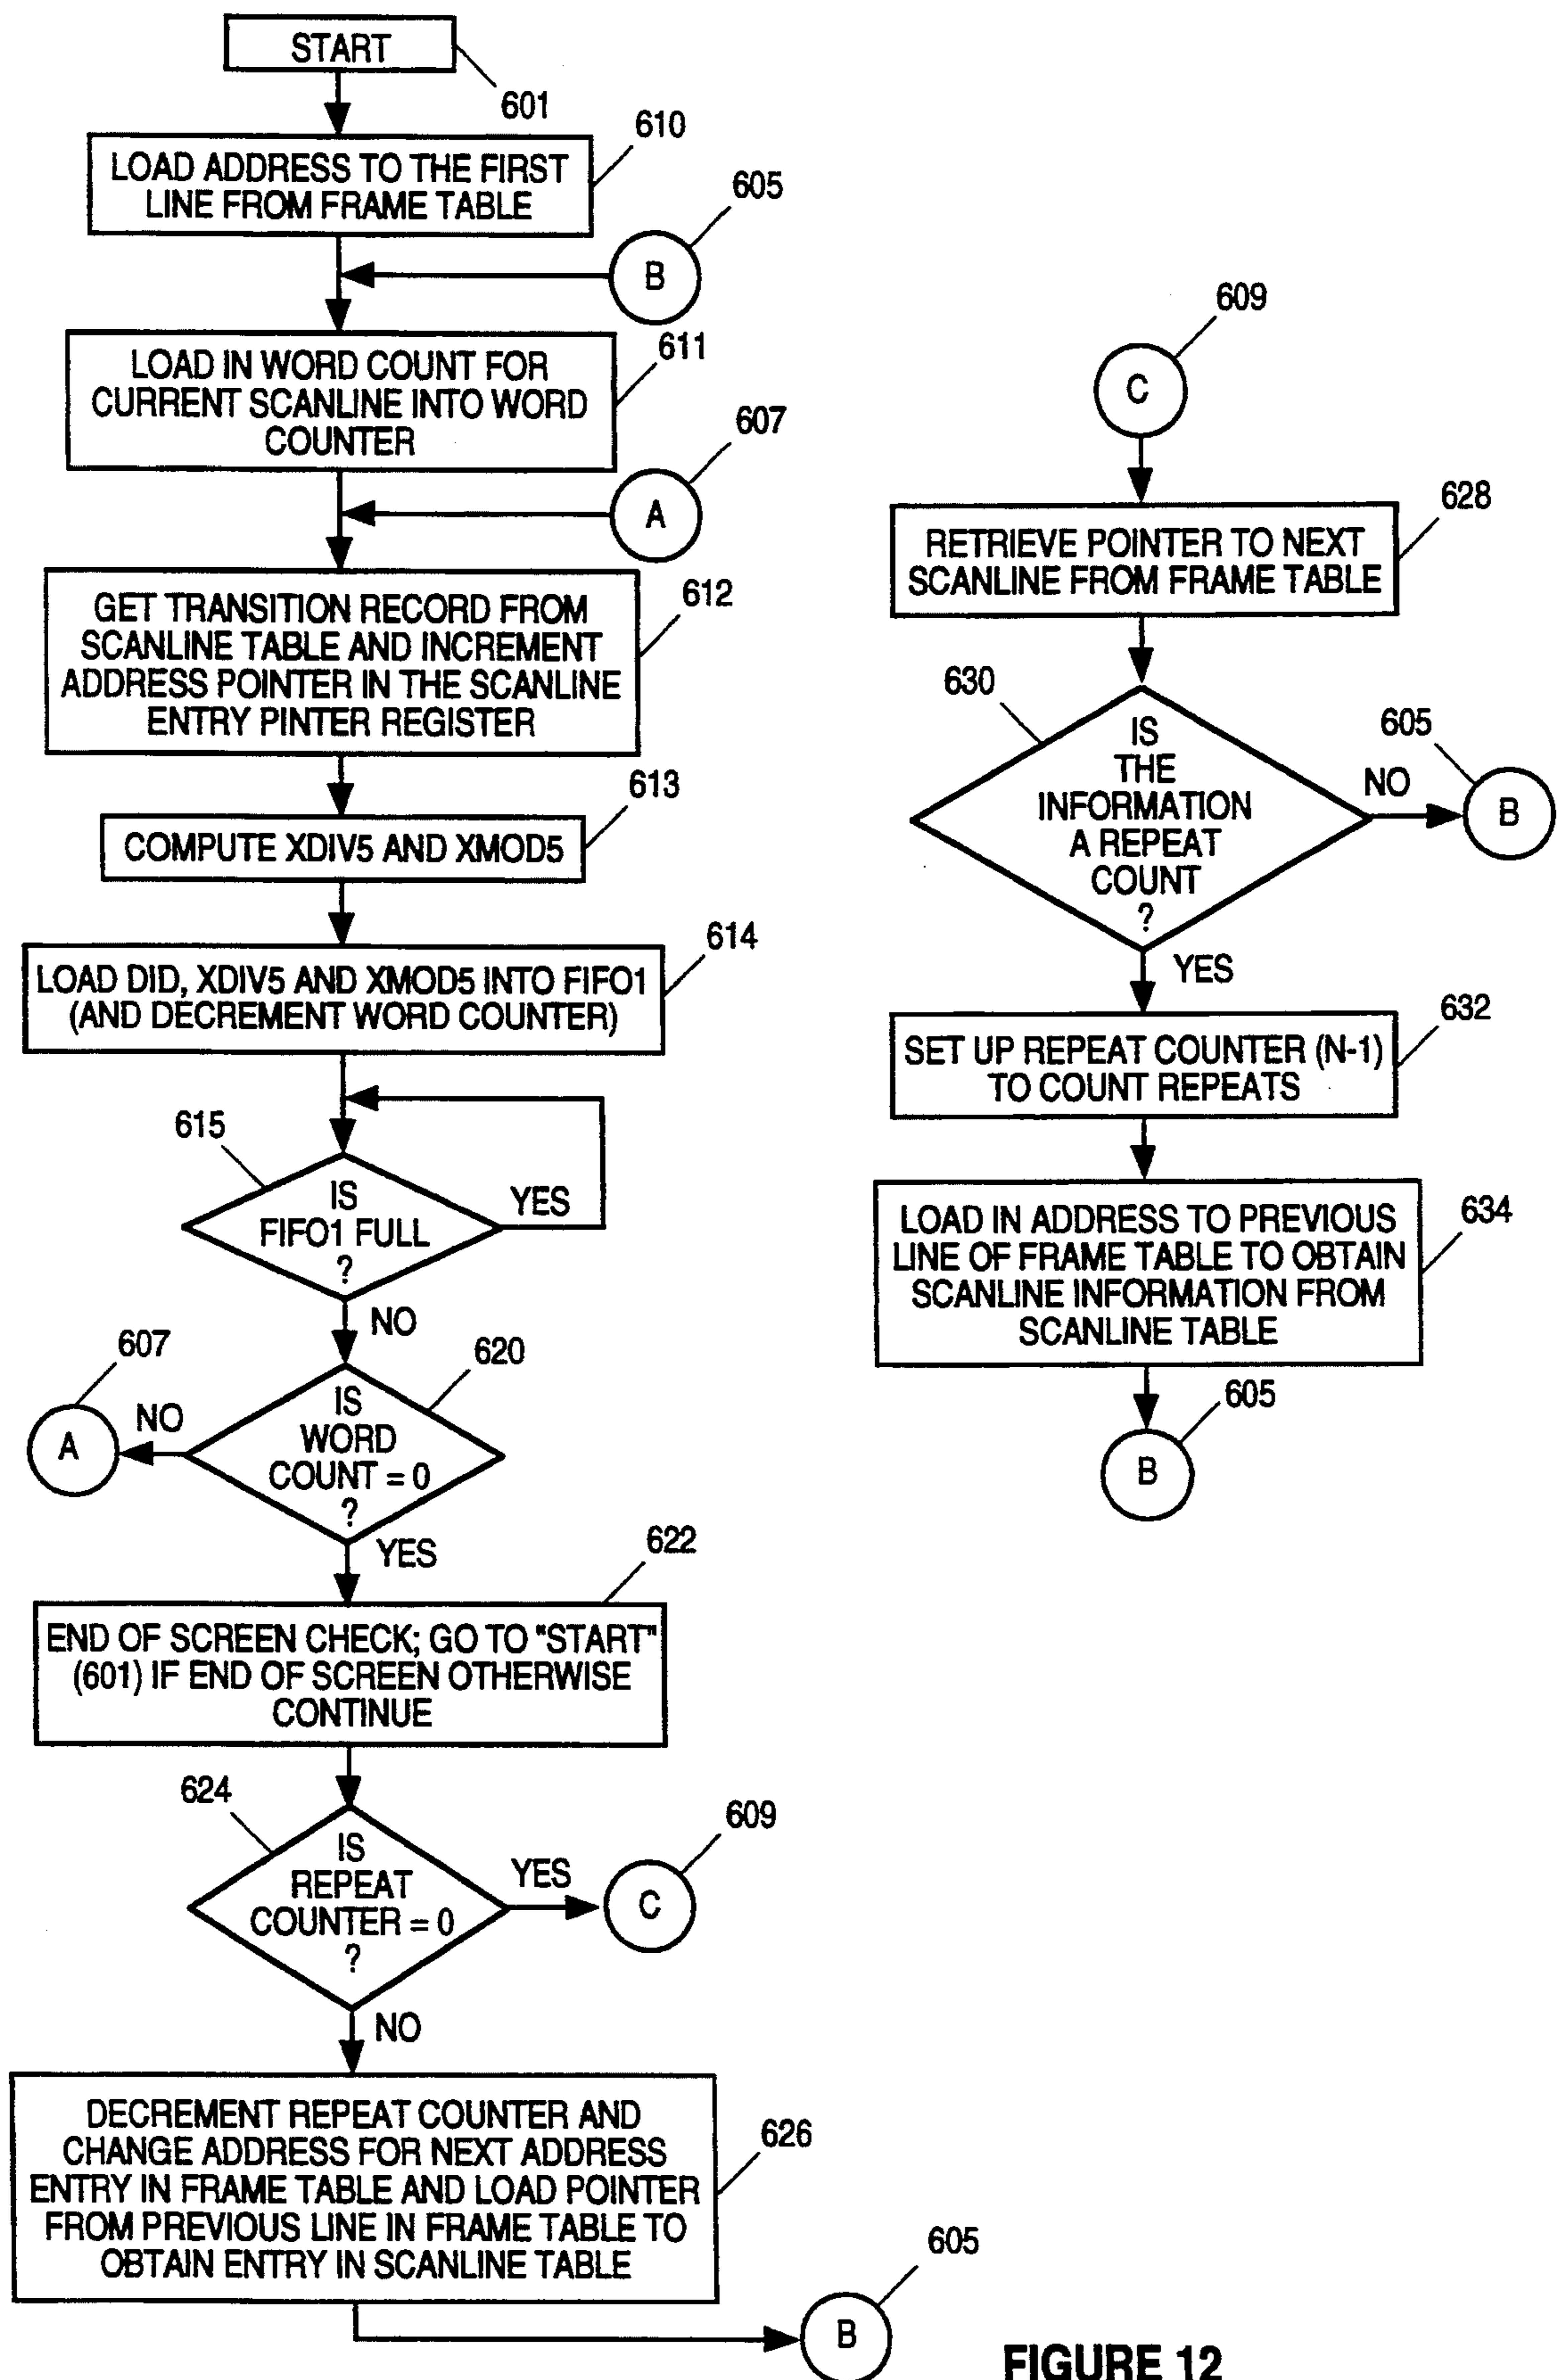 START
601
610
LOAD ADDRESS TO THE FIRST
LINE FROM FRAME TABLE
605
B
611
LOAD IN WORD COUNT FOR
CURRENT SCANLINE INTO WORD
COUNTER
607
A
612
GET TRANSITION RECORD FROM
SCANLINE TABLE AND INCREMENT
ADDRESS POINTER IN THE SCANLINE
ENTRY PINTER REGISTER
613
COMPUTE XDIV5 AND XMOD5
614
LOAD DID, XDIV5 AND XMOD5 INTO FIFO1
(AND DECREMENT WORD COUNTER)
615
IS
FIFO1 FULL
?
YES
NO
607
A
NO
620
IS
WORD
COUNT = 0
?
YES
622
END OF SCREEN CHECK; GO TO "START"
(601) IF END OF SCREEN OTHERWISE
CONTINUE
624
IS
REPEAT
COUNTER = 0
?
YES
609
C
NO
DECREMENT REPEAT COUNTER AND
CHANGE ADDRESS FOR NEXT ADDRESS
ENTRY IN FRAME TABLE AND LOAD POINTER
FROM PREVIOUS LINE IN FRAME TABLE TO
OBTAIN ENTRY IN SCANLINE TABLE
626
605
B
609
C
628
RETRIEVE POINTER TO NEXT
SCANLINE FROM FRAME TABLE
630
IS
THE
INFORMATION
A REPEAT
COUNT
?
NO
605
B
YES
632
SET UP REPEAT COUNTER (N-1)
TO COUNT REPEATS
634
LOAD IN ADDRESS TO PREVIOUS
LINE OF FRAME TABLE TO OBTAIN
SCANLINE INFORMATION FROM
SCANLINE TABLE
605
B
FIGURE 12